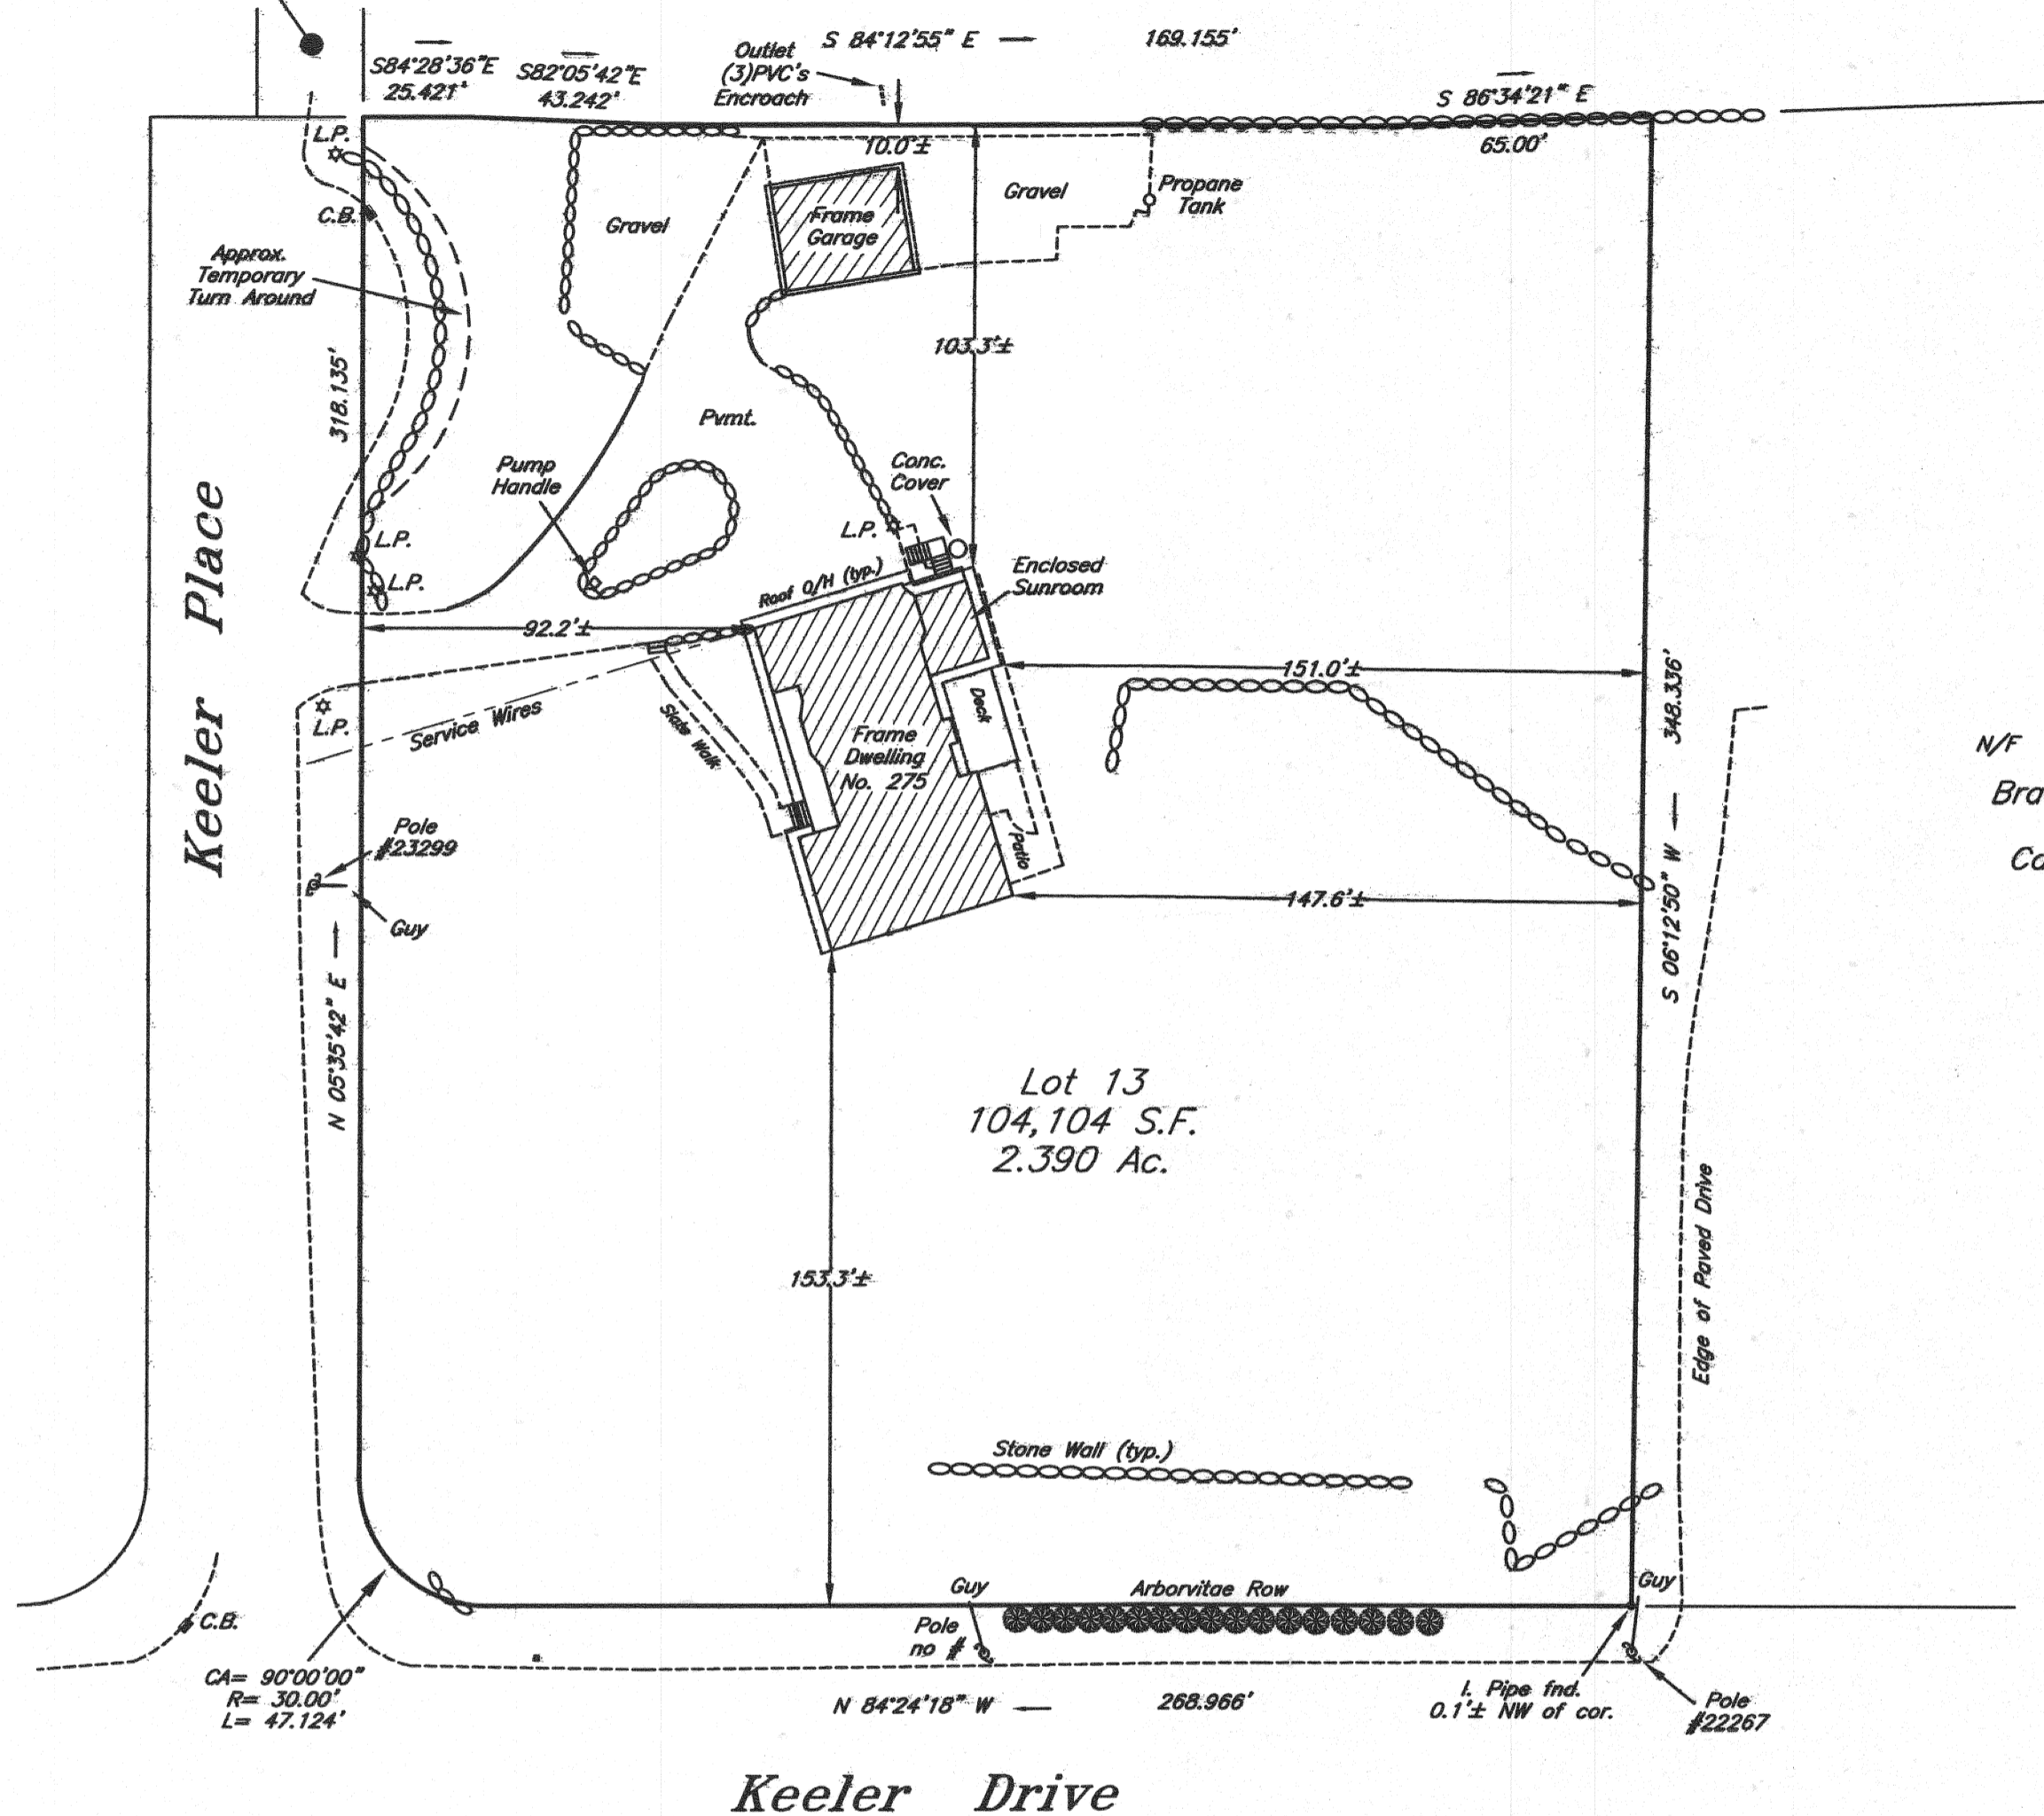 S 84°12'55" E
169.155'
S84°28'36"E
25.421'
S82°05'42"E
43.242'
Outlet
(3)PVC's
Encroach
S 86°34'21" E
65.00'
L.P.
10.0'±
C.B.
Gravel
Frame
Garage
Gravel
Propane
Tank
Approx.
Temporary
Turn Around
103.3'±
318.135'
Pvmt.
Pump
Handle
Conc.
Cover
L.P.
L.P.
L.P.
Roof O/H (typ.)
Enclosed
Sunroom
92.2'±
151.0'±
348.336'
L.P.
Service Wires
Slate Walk
Deck
Frame
Dwelling
No. 275
N/F
Bra
Ca
Keeler Place
Pole
#23299
Guy
Patio
147.6'±
S 06°12'50" W
N 05°35'42" E
Lot 13
104,104 S.F.
2.390 Ac.
153.3'±
Edge of Paved Drive
Stone Wall (typ.)
Guy
Arborvitae Row
Guy
C.B.
Pole
no #
CA= 90°00'00"
R= 30.00'
L= 47.124'
N 84°24'18" W
268.966'
I. Pipe fnd.
0.1'± NW of cor.
Pole
#22267
Keeler Drive